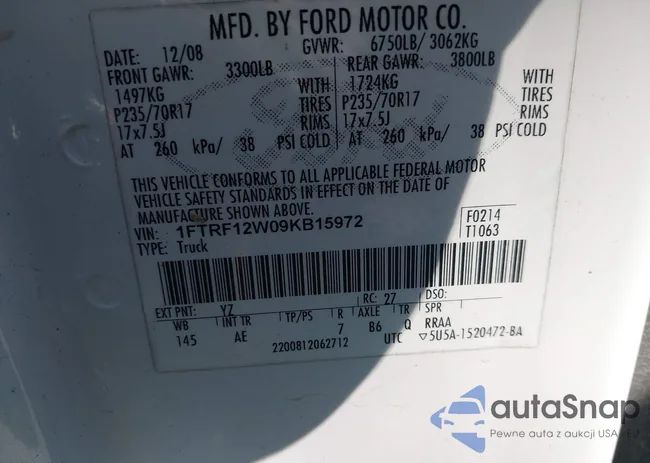 MFD. BY FORD MOTOR CO.
DATE: 12/08 GVWR: 6750LB/ 3062KG
FRONT GAWR: 3300LB REAR GAWR: 3800LB
1497KG WITH 1724KG WITH
P235/70R17 TIRES P235/70R17 TIRES
17x7.5J RIMS 17x7.5J RIMS
AT 260 kPa/ 38 PSI COLD AT 260 kPa/ 38 PSI COLD
THIS VEHICLE CONFORMS TO ALL APPLICABLE FEDERAL MOTOR
VEHICLE SAFETY STANDARDS IN EFFECT ON THE DATE OF
MANUFACTURE SHOWN ABOVE.
VIN: 1FTRF12W09KB15972 F0214
TYPE: Truck T1063
EXT PNT: YZ RC: 27 DSO:
WB INT TR TP/PS R AXLE TR SPR
145 AE 7 B6 Q RRAA
2200812062712 UTC ▽5U5A-1520472-BA
autaSnap
Pewne auta z aukcji USA i EU